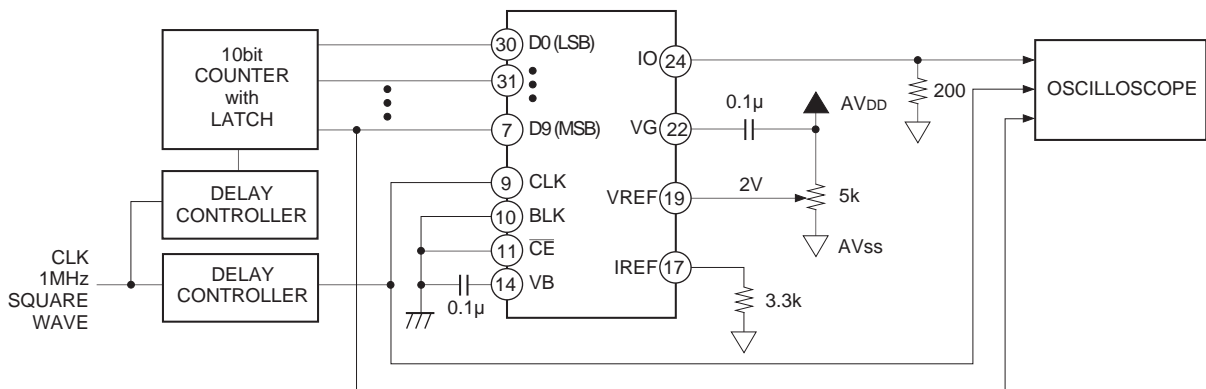 10bit
COUNTER
with
LATCH
DELAY
CONTROLLER
CLK
1MHz
SQUARE
WAVE
DELAY
CONTROLLER
30 D0 (LSB)
31
7 D9 (MSB)
9 CLK
10 BLK
11 CE
14 VB
0.1μ
IO 24
VG 22
VREF 19
IREF 17
0.1μ
AVDD
2V
5k
AVss
3.3k
200
OSCILLOSCOPE